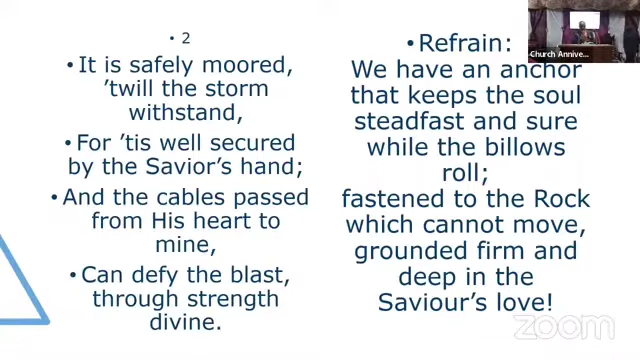 • 2
• It is safely moored,
’twill the storm
withstand,
• For ’tis well secured
by the Savior’s hand;
• And the cables passed
from His heart to
mine,
• Can defy the blast,
through strength
divine.
• Refrain:
We have an anchor
that keeps the soul
steadfast and sure
while the billows
roll;
fastened to the Rock
which cannot move,
grounded firm and
deep in the
Saviour’s love!
Church Annive...
zoom